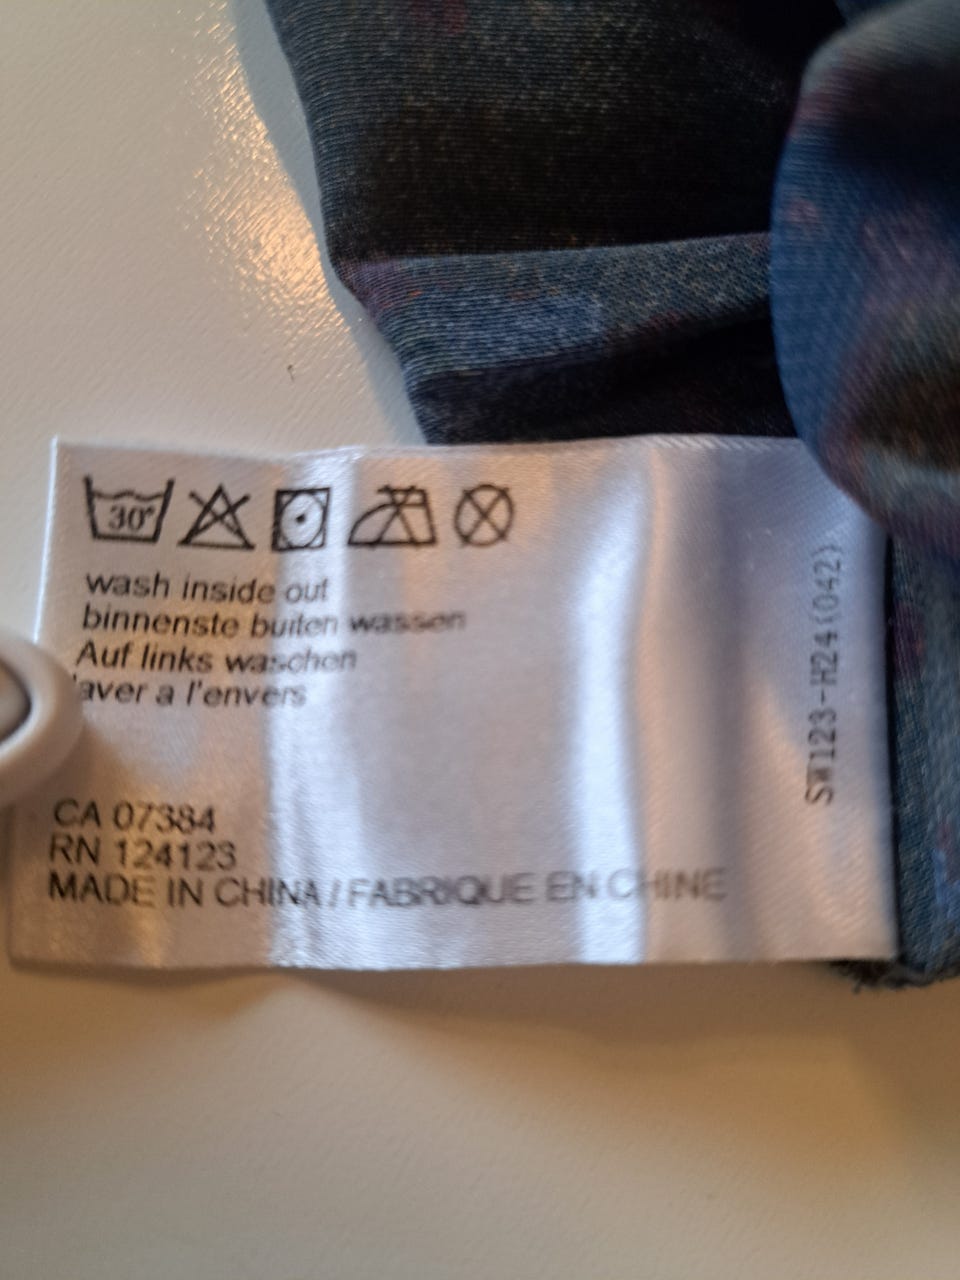 30°
wash inside out
binnenste buiten wassen
Auf links waschen
laver a l'envers
CA 07384
RN 124123
MADE IN CHINA / FABRIQUE EN CHINE
SW123-H24(042)